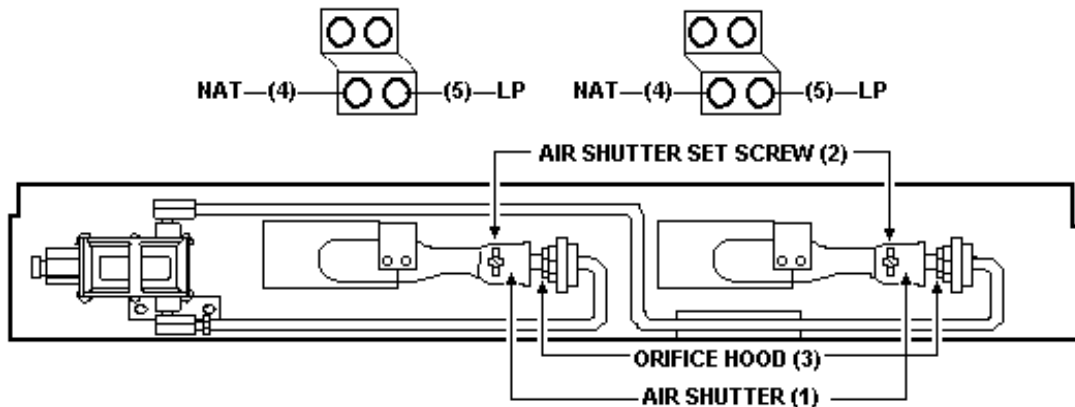 NAT—(4) (5)—LP
NAT—(4) (5)—LP
AIR SHUTTER SET SCREW (2)
ORIFICE HOOD (3)
AIR SHUTTER (1)